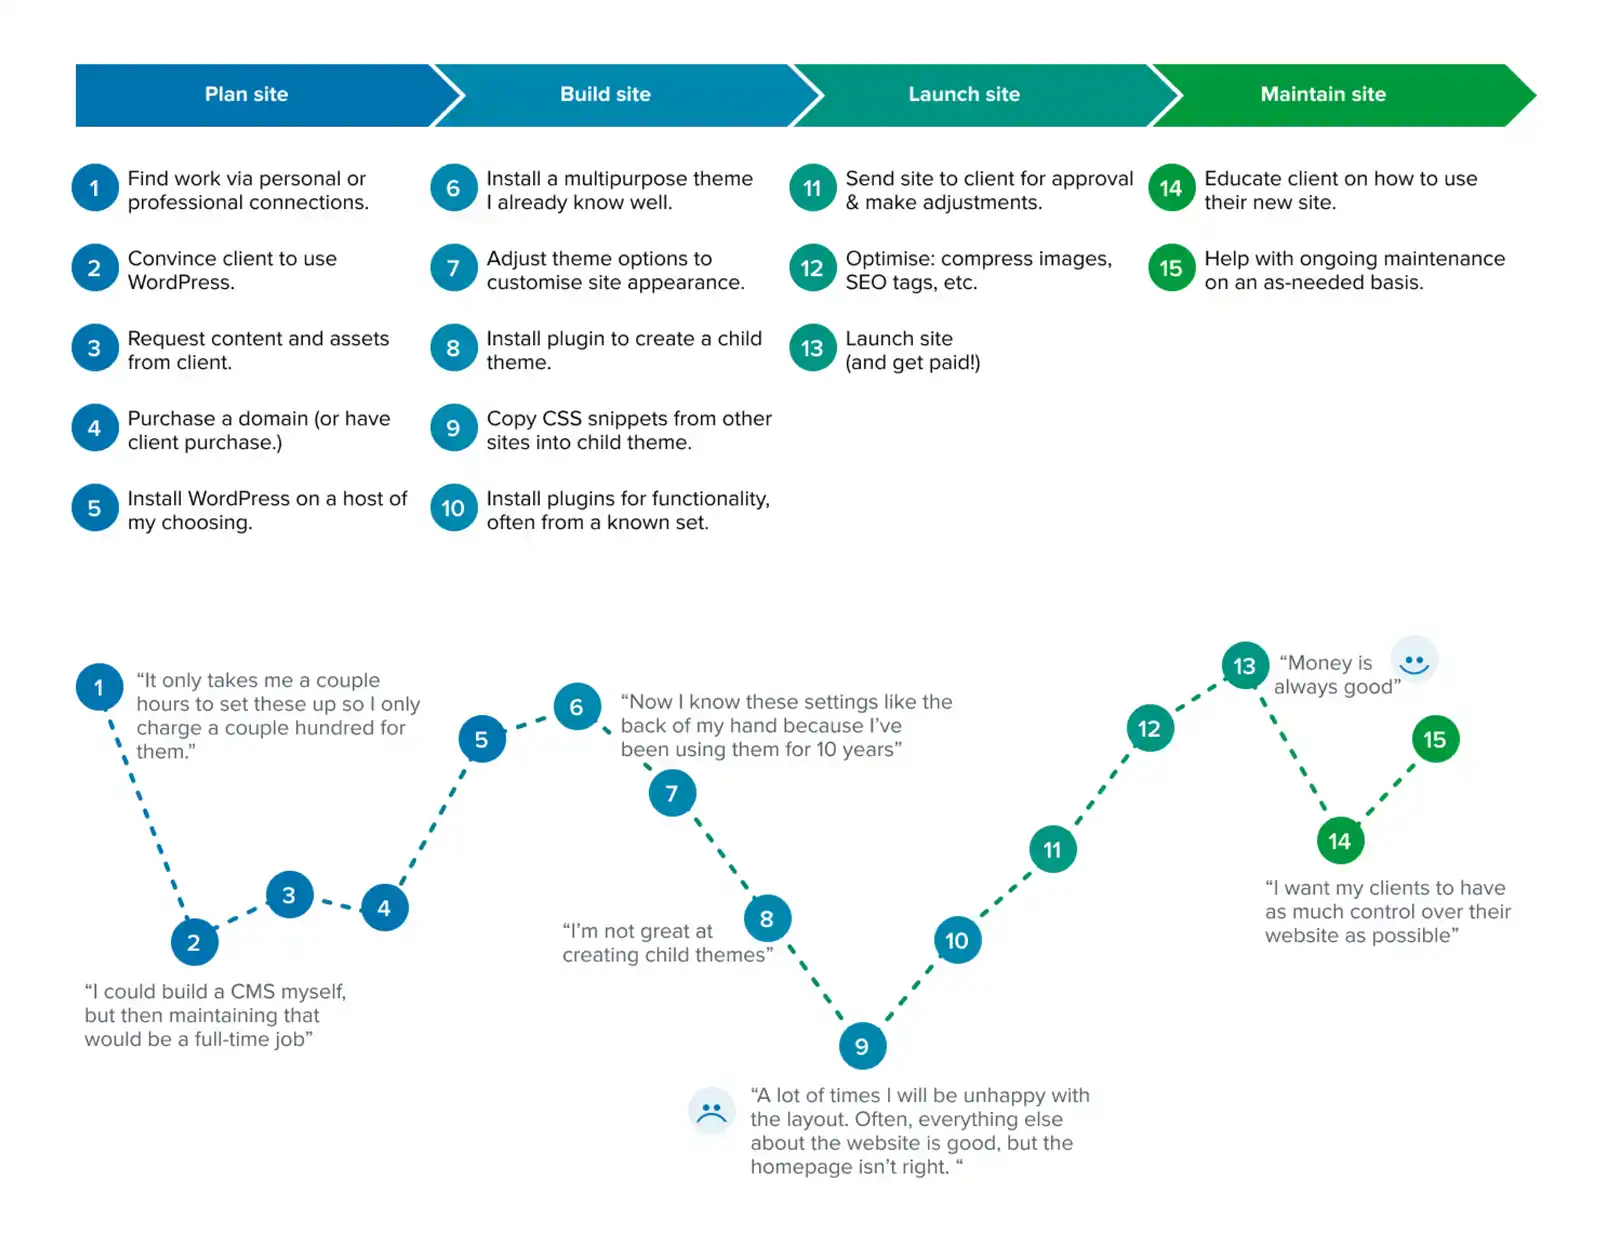 Plan site
Build site
Launch site
Maintain site
1
Find work via personal or
professional connections.
2
Convince client to use
WordPress.
3
Request content and assets
from client.
4
Purchase a domain (or have
client purchase.)
5
Install WordPress on a host of
my choosing.
6
Install a multipurpose theme
I already know well.
7
Adjust theme options to
customise site appearance.
8
Install plugin to create a child
theme.
9
Copy CSS snippets from other
sites into child theme.
10
Install plugins for functionality,
often from a known set.
11
Send site to client for approval
& make adjustments.
12
Optimise: compress images,
SEO tags, etc.
13
Launch site
(and get paid!)
14
Educate client on how to use
their new site.
15
Help with ongoing maintenance
on an as-needed basis.
1
“It only takes me a couple
hours to set these up so I only
charge a couple hundred for
them.”
2
“I could build a CMS myself,
but then maintaining that
would be a full-time job”
3
4
5
6
“Now I know these settings like the
back of my hand because I’ve
been using them for 10 years”
7
8
“I’m not great at
creating child themes”
9
“A lot of times I will be unhappy with
the layout. Often, everything else
about the website is good, but the
homepage isn’t right. “
10
11
12
13
“Money is
always good”
14
“I want my clients to have
as much control over their
website as possible”
15